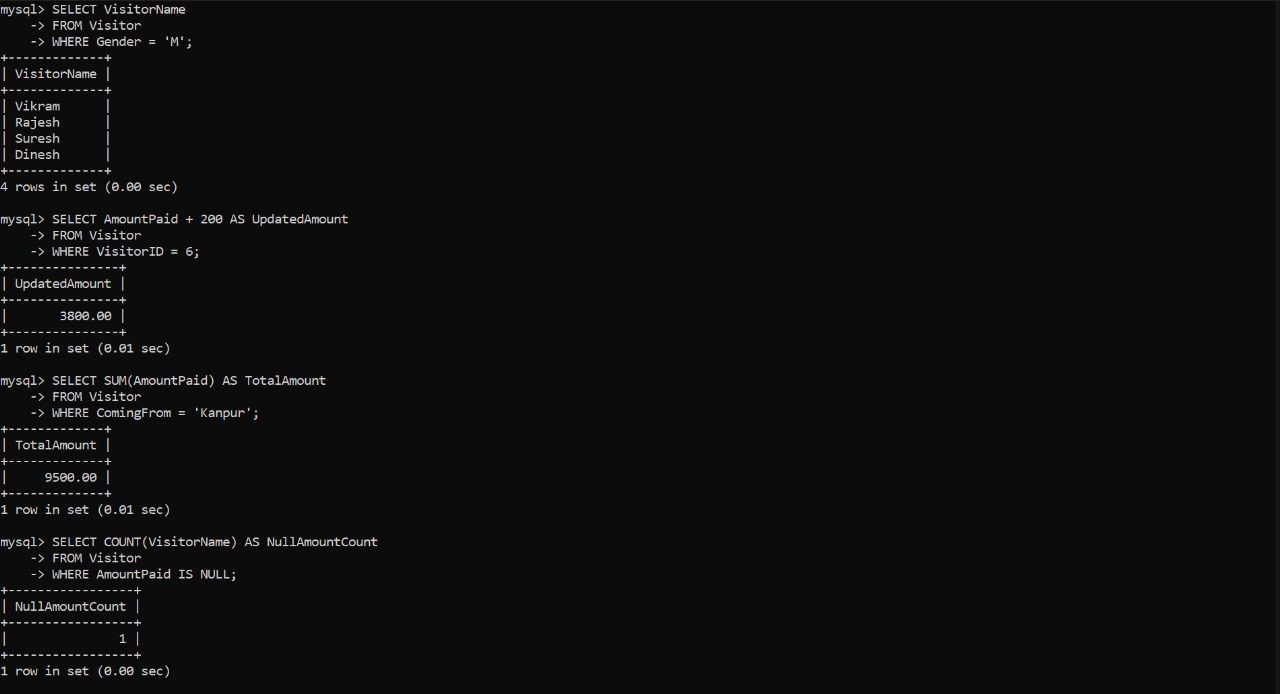 mysql> SELECT VisitorName
    -> FROM Visitor
    -> WHERE Gender = 'M';
+-------------+
| VisitorName |
+-------------+
| Vikram      |
| Rajesh      |
| Suresh      |
| Dinesh      |
+-------------+
4 rows in set (0.00 sec)

mysql> SELECT AmountPaid + 200 AS UpdatedAmount
    -> FROM Visitor
    -> WHERE VisitorID = 6;
+---------------+
| UpdatedAmount |
+---------------+
|       3800.00 |
+---------------+
1 row in set (0.01 sec)

mysql> SELECT SUM(AmountPaid) AS TotalAmount
    -> FROM Visitor
    -> WHERE ComingFrom = 'Kanpur';
+-------------+
| TotalAmount |
+-------------+
|     9500.00 |
+-------------+
1 row in set (0.01 sec)

mysql> SELECT COUNT(VisitorName) AS NullAmountCount
    -> FROM Visitor
    -> WHERE AmountPaid IS NULL;
+-----------------+
| NullAmountCount |
+-----------------+
|               1 |
+-----------------+
1 row in set (0.00 sec)